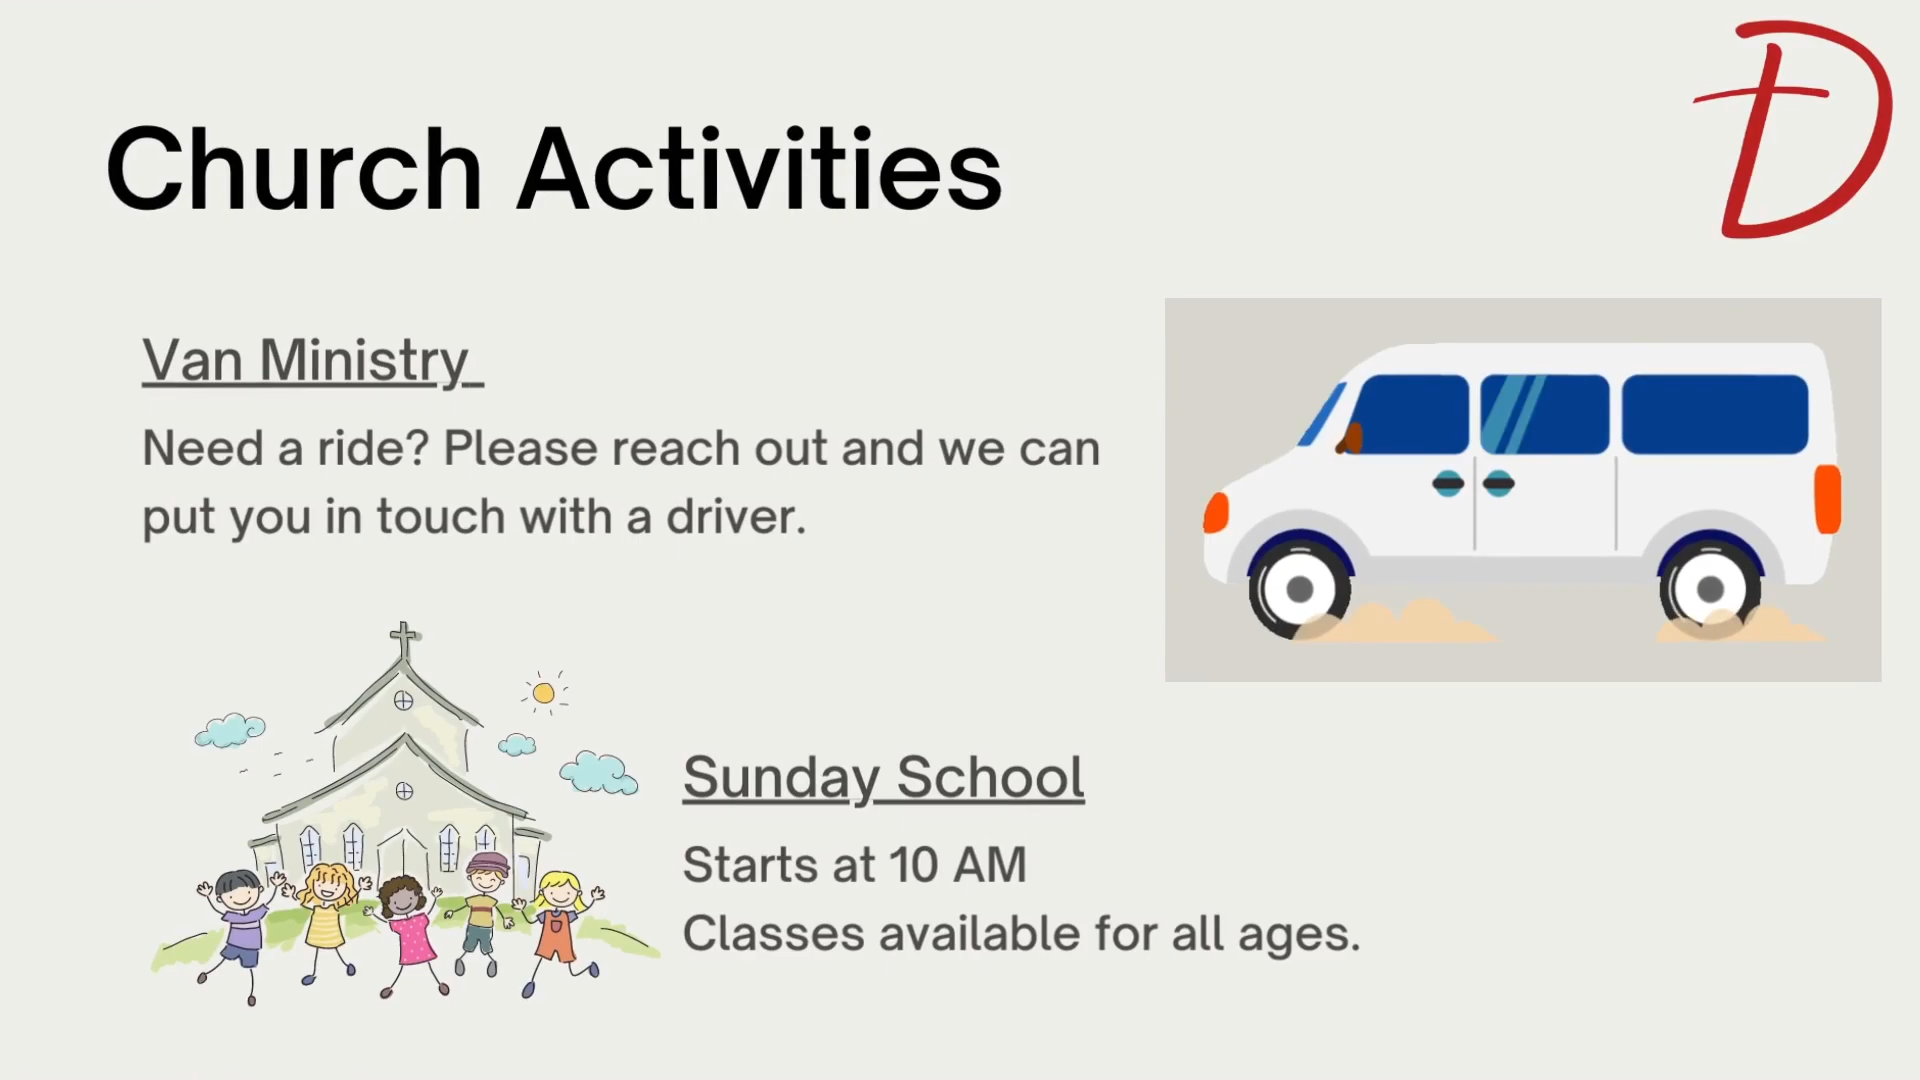 Church Activities
D
Van Ministry
Need a ride? Please reach out and we can
put you in touch with a driver.
Sunday School
Starts at 10 AM
Classes available for all ages.